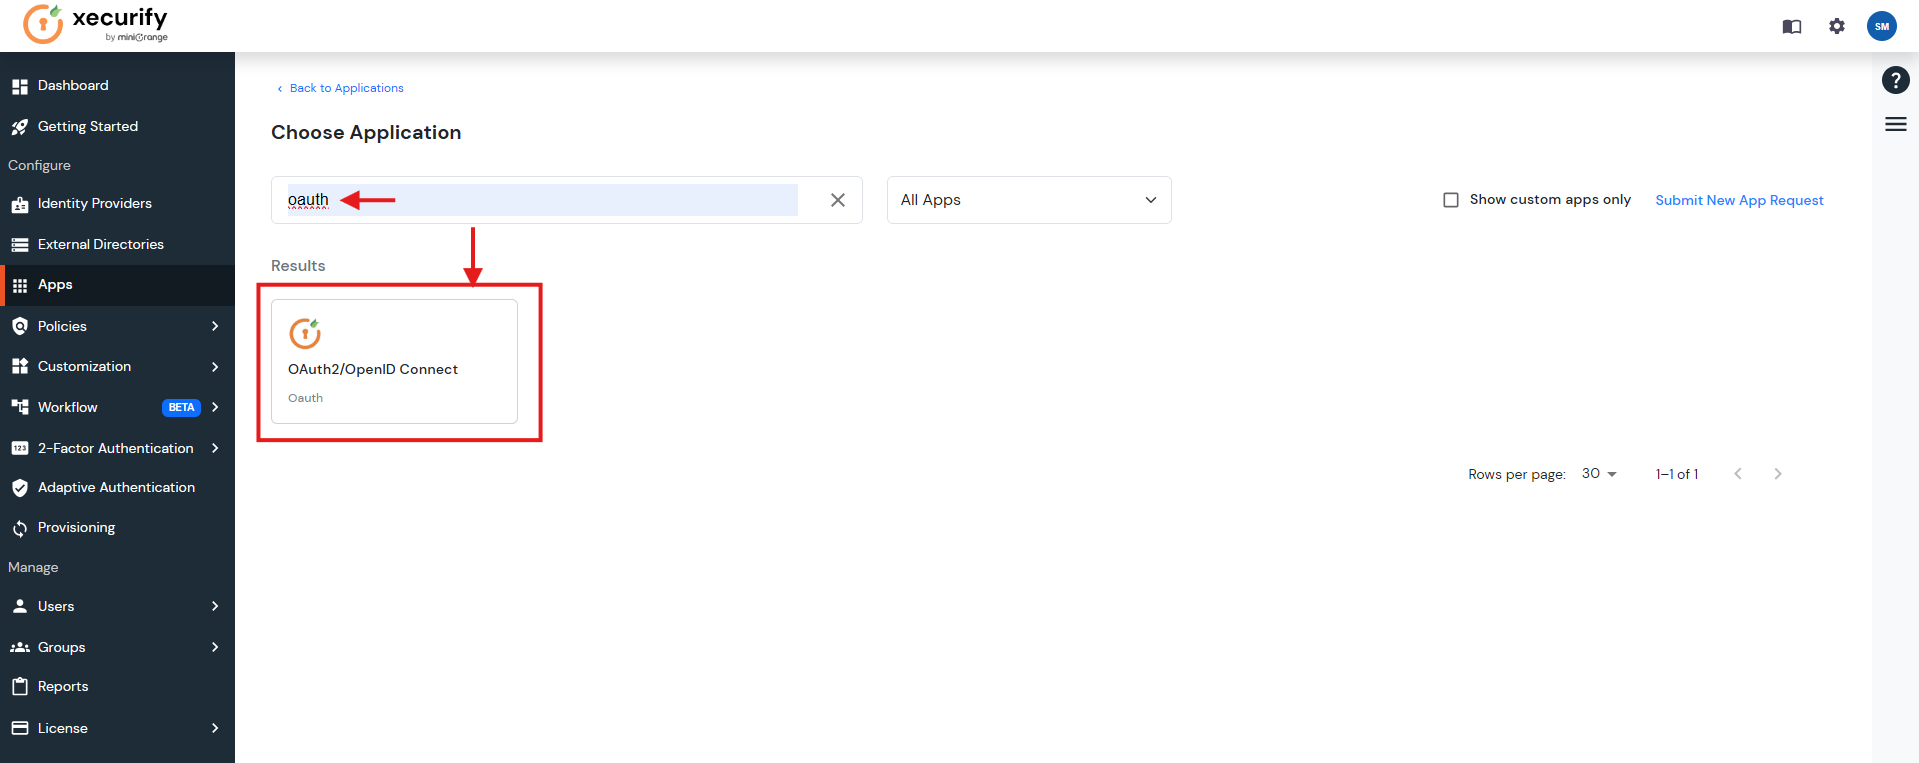 xecurify
by miniOrange
SM
Dashboard
Getting Started
Configure
Identity Providers
External Directories
Apps
Policies
Customization
Workflow BETA
123 2-Factor Authentication
Adaptive Authentication
Provisioning
Manage
Users
Groups
Reports
License
‹ Back to Applications
Choose Application
oauth
All Apps
Show custom apps only
Submit New App Request
Results
OAuth2/OpenID Connect
Oauth
Rows per page: 30 1–1 of 1
?